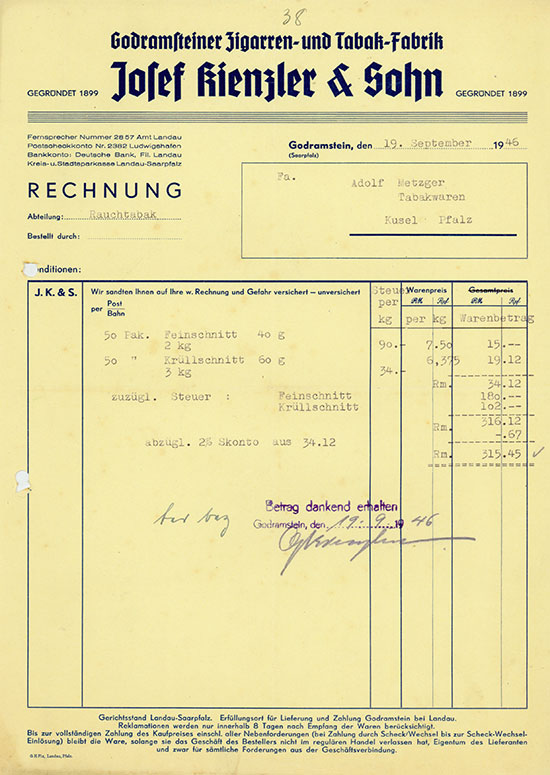 38
Godramsteiner Zigarren- und Tabak-Fabrik
GEGRÜNDET 1899 Josef Kienzler & Sohn GEGRÜNDET 1899
Fernsprecher Nummer 2857 Amt Landau
Postscheckkonto Nr. 2382 Ludwigshafen
Bankkonto: Deutsche Bank, Fil. Landau
Kreis- u. Stadtsparkasse Landau-Saarpfalz
Godramstein, den 19. September 1946
(Saarpfalz)
RECHNUNG
Abteilung: Rauchtabak
Bestellt durch:
Fa. Adolf Metzger
Tabakwaren
Kusel Pfalz
onditionen:
J. K. & S. Wir sandten Ihnen auf Ihre w. Rechnung und Gefahr versichert — unversichert Steuer Warenpreis Gesamtpreis
per Post Bahn per RM Rpf RM Rpf
kg per kg Warenbetrag
50 Pak. Feinschnitt 40 g
2 kg 90.- 7.50 15.--
50 " Krüllschnitt 60 g 6,375 19.12
3 kg 34.-
Rm. 34.12
zuzügl. Steuer : Feinschnitt 180.--
Krüllschnitt 102.--
Rm. 316.12
abzügl. 2% Skonto aus 34.12 -.67
Rm. 315.45
Betrag dankend erhalten
bar bez Godramstein, den 19.9.1946
Gerichtsstand Landau-Saarpfalz. Erfüllungsort für Lieferung und Zahlung Godramstein bei Landau.
Reklamationen werden nur innerhalb 8 Tagen nach Empfang der Waren berücksichtigt.
Bis zur vollständigen Zahlung des Kaufpreises einschl. aller Nebenforderungen (bei Zahlung durch Scheck/Wechsel bis zur Scheck-Wechsel-
Einlösung) bleibt die Ware, solange sie das Geschäft des Bestellers nicht im regulären Handel verlassen hat, Eigentum des Lieferanten
und zwar für sämtliche Forderungen aus der Geschäftsverbindung.